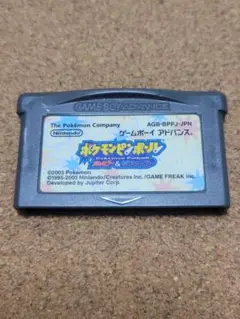 GAME BOY ADVANCE
The Pokémon Company
AGB-BPPJ-JPN
Nintendo
ゲームボーイ アドバンス
ポケモンピンボール
Pokémon Pinball
ルビー&サファイア
©2003 Pokémon
©1995-2003 Nintendo/Creatures inc./GAME FREAK inc.
Developed by Jupiter Corp.